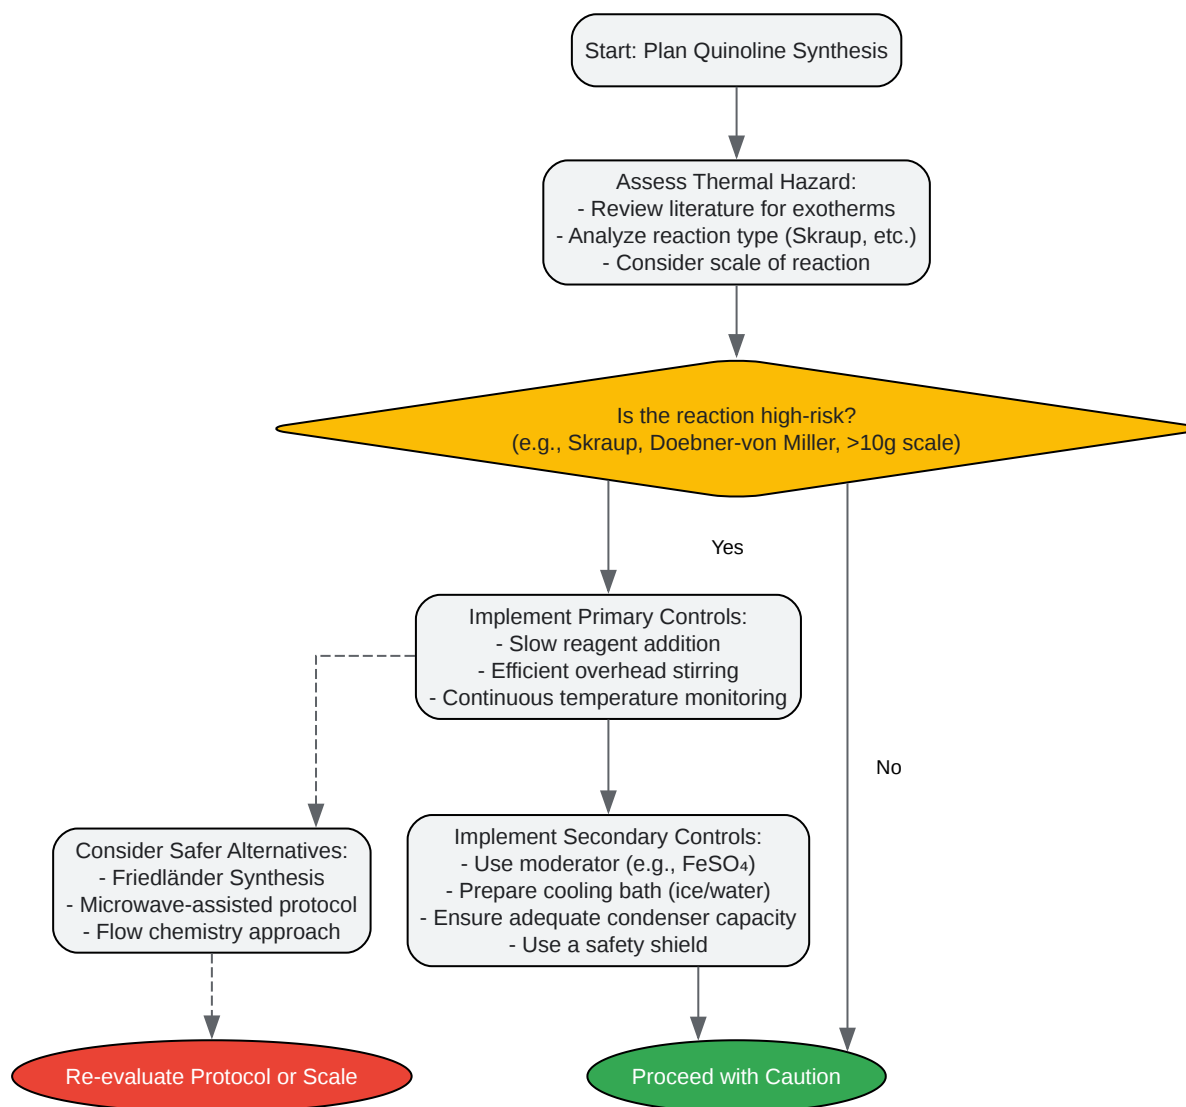 Start: Plan Quinoline Synthesis
Assess Thermal Hazard:
- Review literature for exotherms
- Analyze reaction type (Skraup, etc.)
- Consider scale of reaction
Is the reaction high-risk?
(e.g., Skraup, Doebner-von Miller, >10g scale)
Yes
Implement Primary Controls:
- Slow reagent addition
- Efficient overhead stirring
- Continuous temperature monitoring
No
Consider Safer Alternatives:
- Friedländer Synthesis
- Microwave-assisted protocol
- Flow chemistry approach
Implement Secondary Controls:
- Use moderator (e.g., FeSO₄)
- Prepare cooling bath (ice/water)
- Ensure adequate condenser capacity
- Use a safety shield
Re-evaluate Protocol or Scale
Proceed with Caution